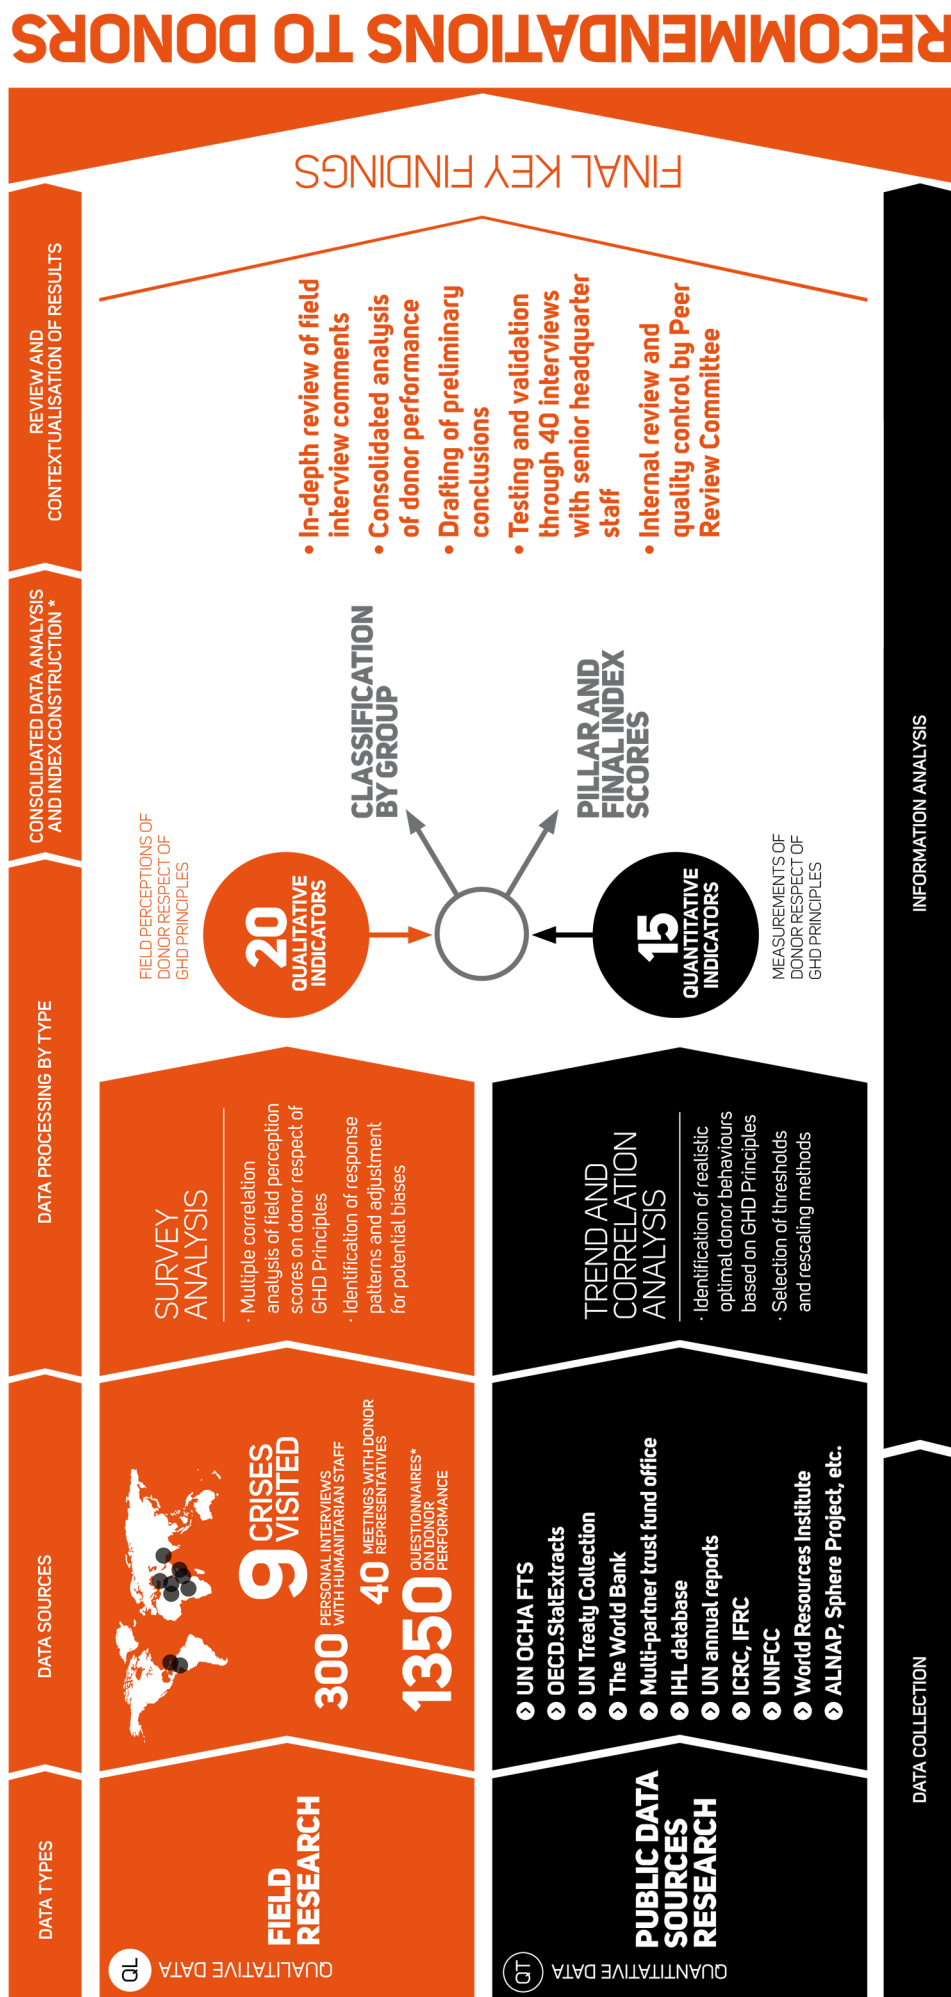 DATA TYPES
DATA SOURCES
DATA PROCESSING BY TYPE
CONSOLIDATED DATA ANALYSIS
AND INDEX CONSTRUCTION *
REVIEW AND
CONTEXTUALISATION OF RESULTS
QL
QUALITATIVE DATA
FIELD
RESEARCH
9 CRISES
VISITED
300 PERSONAL INTERVIEWS
WITH HUMANITARIAN STAFF
40 MEETINGS WITH DONOR
REPRESENTATIVES
1350 QUESTIONNAIRES*
ON DONOR
PERFORMANCE
SURVEY
ANALYSIS
· Multiple correlation
analysis of field perception
scores on donor respect of
GHD Principles
· Identification of response
patterns and adjustment
for potential biases
FIELD PERCEPTIONS OF
DONOR RESPECT OF
GHD PRINCIPLES
20
QUALITATIVE
INDICATORS
QT
QUANTITATIVE DATA
PUBLIC DATA
SOURCES
RESEARCH
UN OCHA FTS
OECD.StatExtracts
UN Treaty Collection
The World Bank
Multi-partner trust fund office
IHL database
UN annual reports
ICRC, IFRC
UNFCC
World Resources Institute
ALNAP, Sphere Project, etc.
TREND AND
CORRELATION
ANALYSIS
· Identification of realistic
optimal donor behaviours
based on GHD Principles
· Selection of thresholds
and rescaling methods
15
QUANTITATIVE
INDICATORS
MEASUREMENTS OF
DONOR RESPECT OF
GHD PRINCIPLES
CLASSIFICATION
BY GROUP
PILLAR AND
FINAL INDEX
SCORES
• In-depth review of field
interview comments
• Consolidated analysis
of donor performance
• Drafting of preliminary
conclusions
• Testing and validation
through 40 interviews
with senior headquarter
staff
• Internal review and
quality control by Peer
Review Committee
FINAL KEY FINDINGS
RECOMMENDATIONS TO DONORS
DATA COLLECTION
INFORMATION ANALYSIS